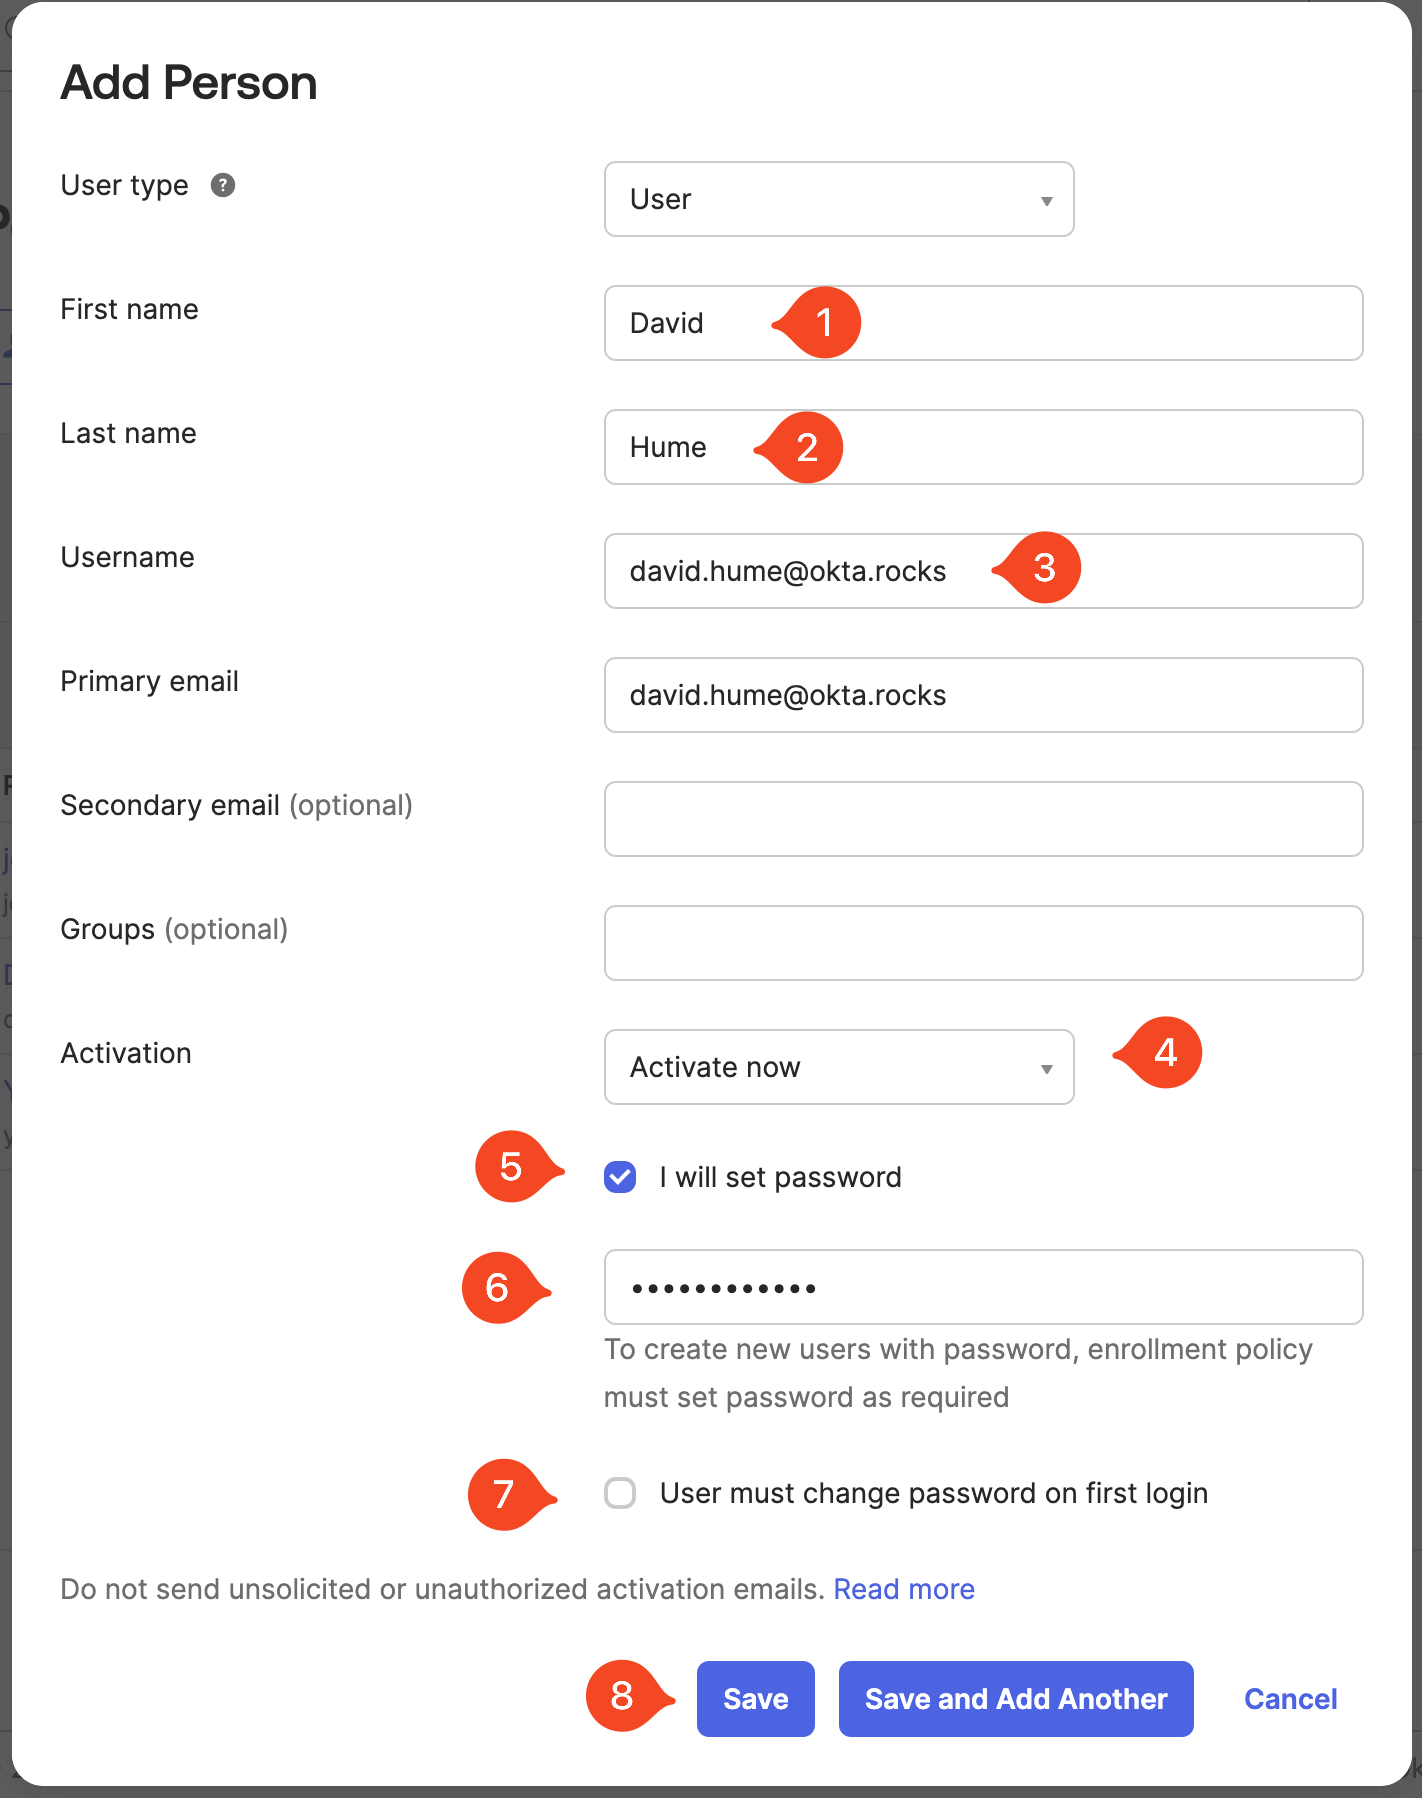 Add Person
User type ?
User
First name
David 1
Last name
Hume 2
Username
david.hume@okta.rocks 3
Primary email
david.hume@okta.rocks
Secondary email (optional)
Groups (optional)
Activation
Activate now 4
5 I will set password
6 ••••••••••••
To create new users with password, enrollment policy
must set password as required
7 User must change password on first login
Do not send unsolicited or unauthorized activation emails. Read more
8 Save Save and Add Another Cancel